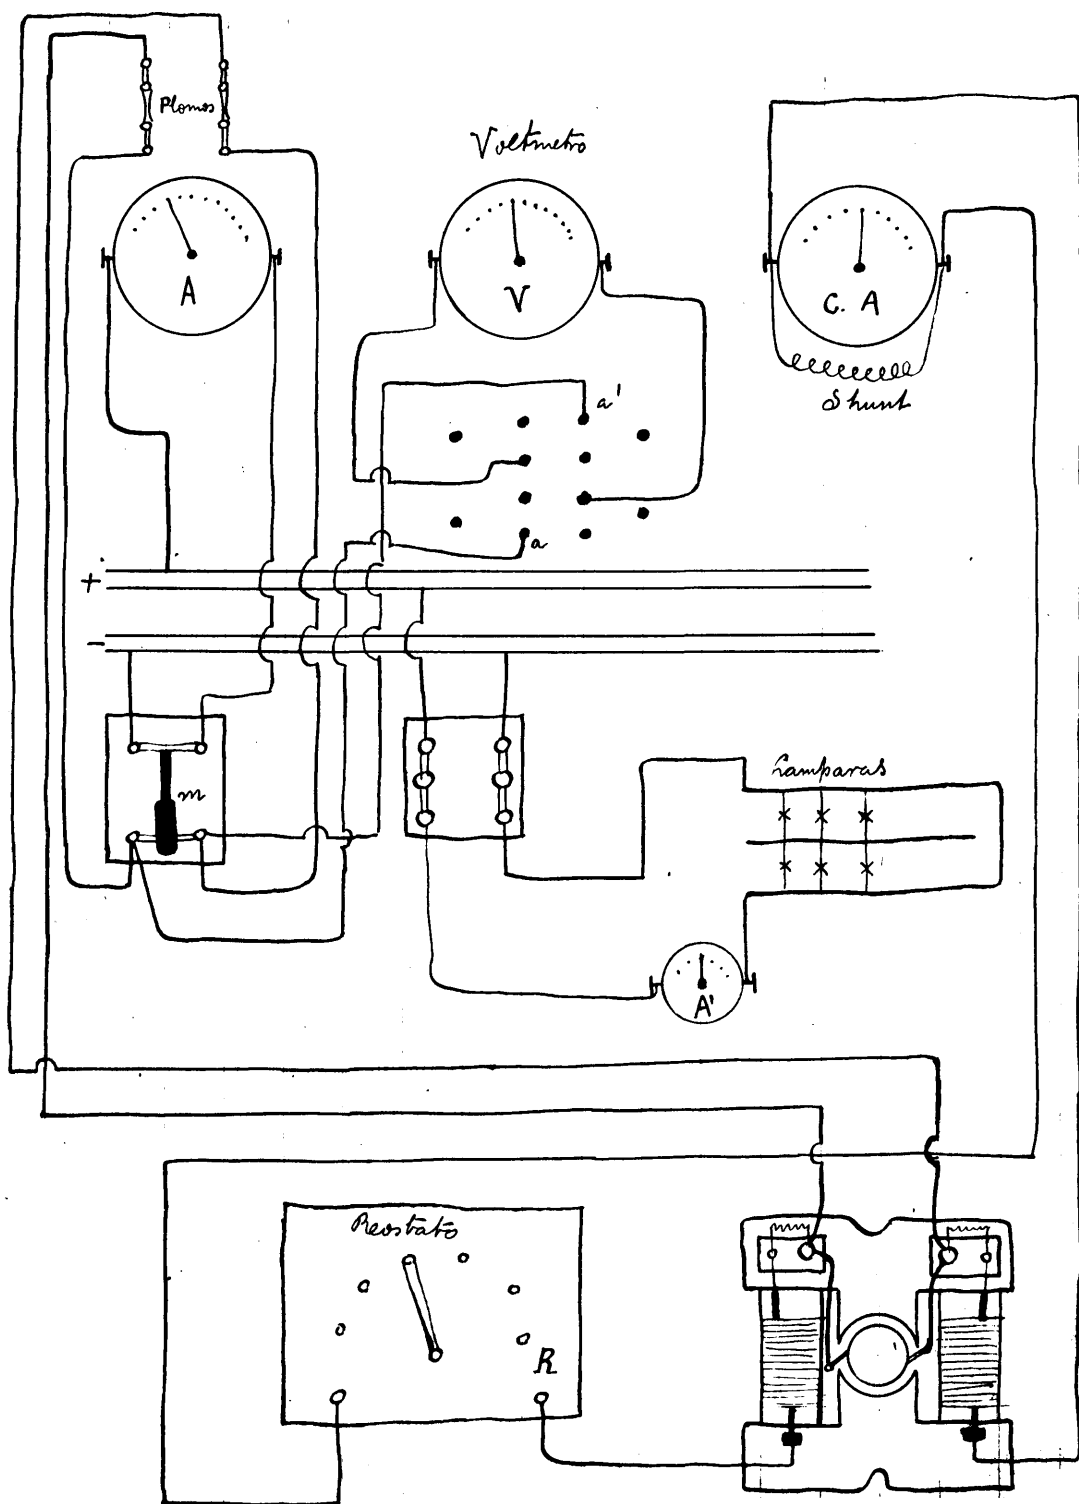 Plomos
Voltmetro
A
V
C. A
Shunt
a'
a
+
-
m
Lamparas
A'
Reostato
R